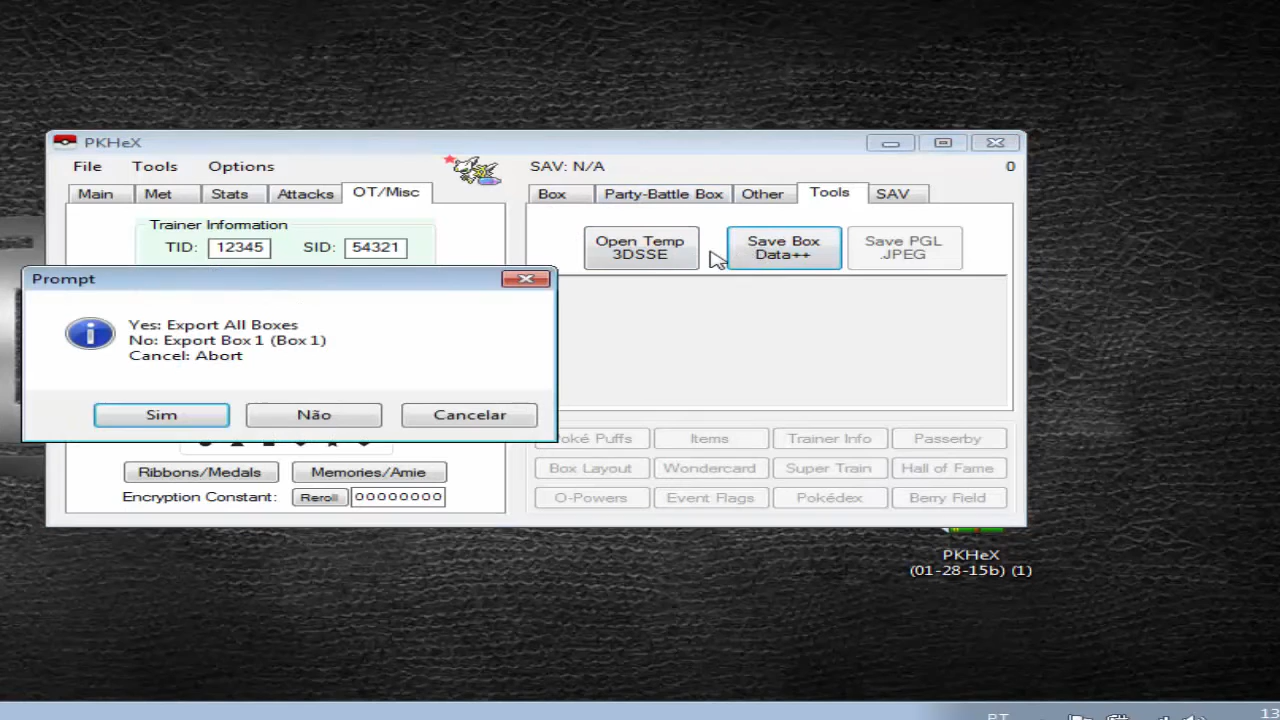 PKHeX
File Tools Options
SAV: N/A 0
Main Met Stats Attacks OT/Misc
Box Party-Battle Box Other Tools SAV
Trainer Information
TID: 12345 SID: 54321
Open Temp
3DSSE
Save Box
Data++
Save PGL
.JPEG
Prompt
Yes: Export All Boxes
No: Export Box 1 (Box 1)
Cancel: Abort
Sim Não Cancelar
Ribbons/Medals Memories/Amie
Encryption Constant: Reroll 00000000
Puffs Items Trainer Info Passerby
Box Layout Wondercard Super Train Hall of Fame
O-Powers Event Flags Pokédex Berry Field
PKHeX
(01-28-15b) (1)
PT